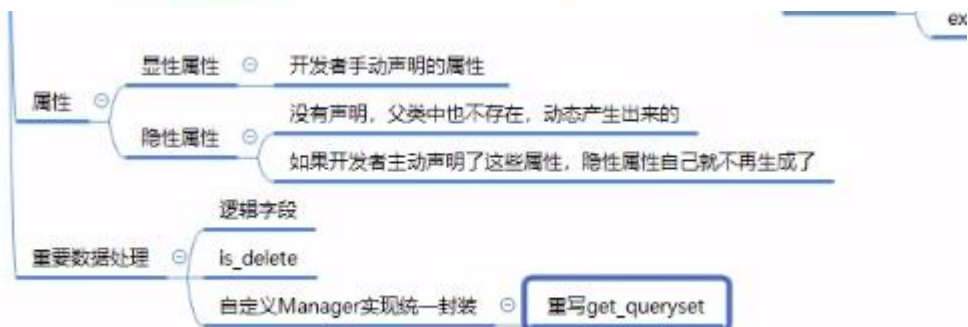 ex
显性属性
开发者手动声明的属性
属性
没有声明，父类中也不存在，动态产生出来的
隐性属性
如果开发者主动声明了这些属性，隐性属性自己就不再生成了
逻辑字段
重要数据处理
is_delete
自定义Manager实现统一封装
重写get_queryset